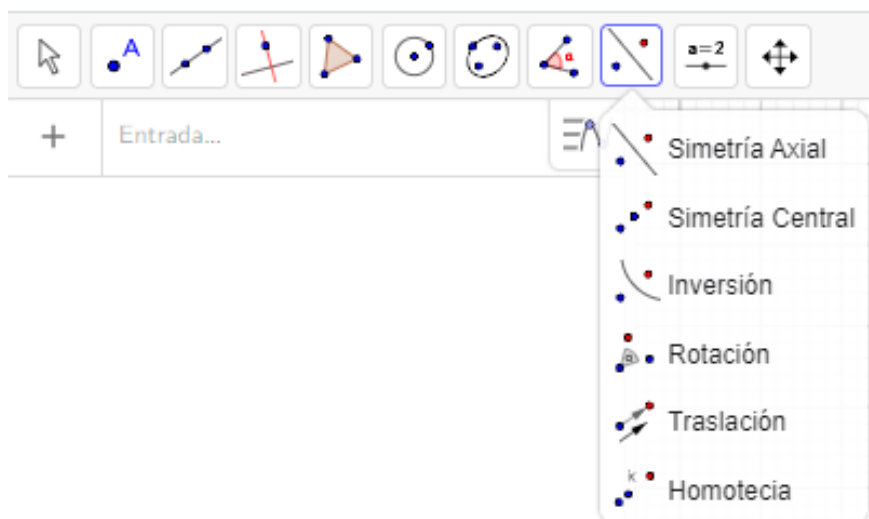 A
α
a=2
+ Entrada...
Simetría Axial
Simetría Central
Inversión
Rotación
Traslación
k
Homotecia